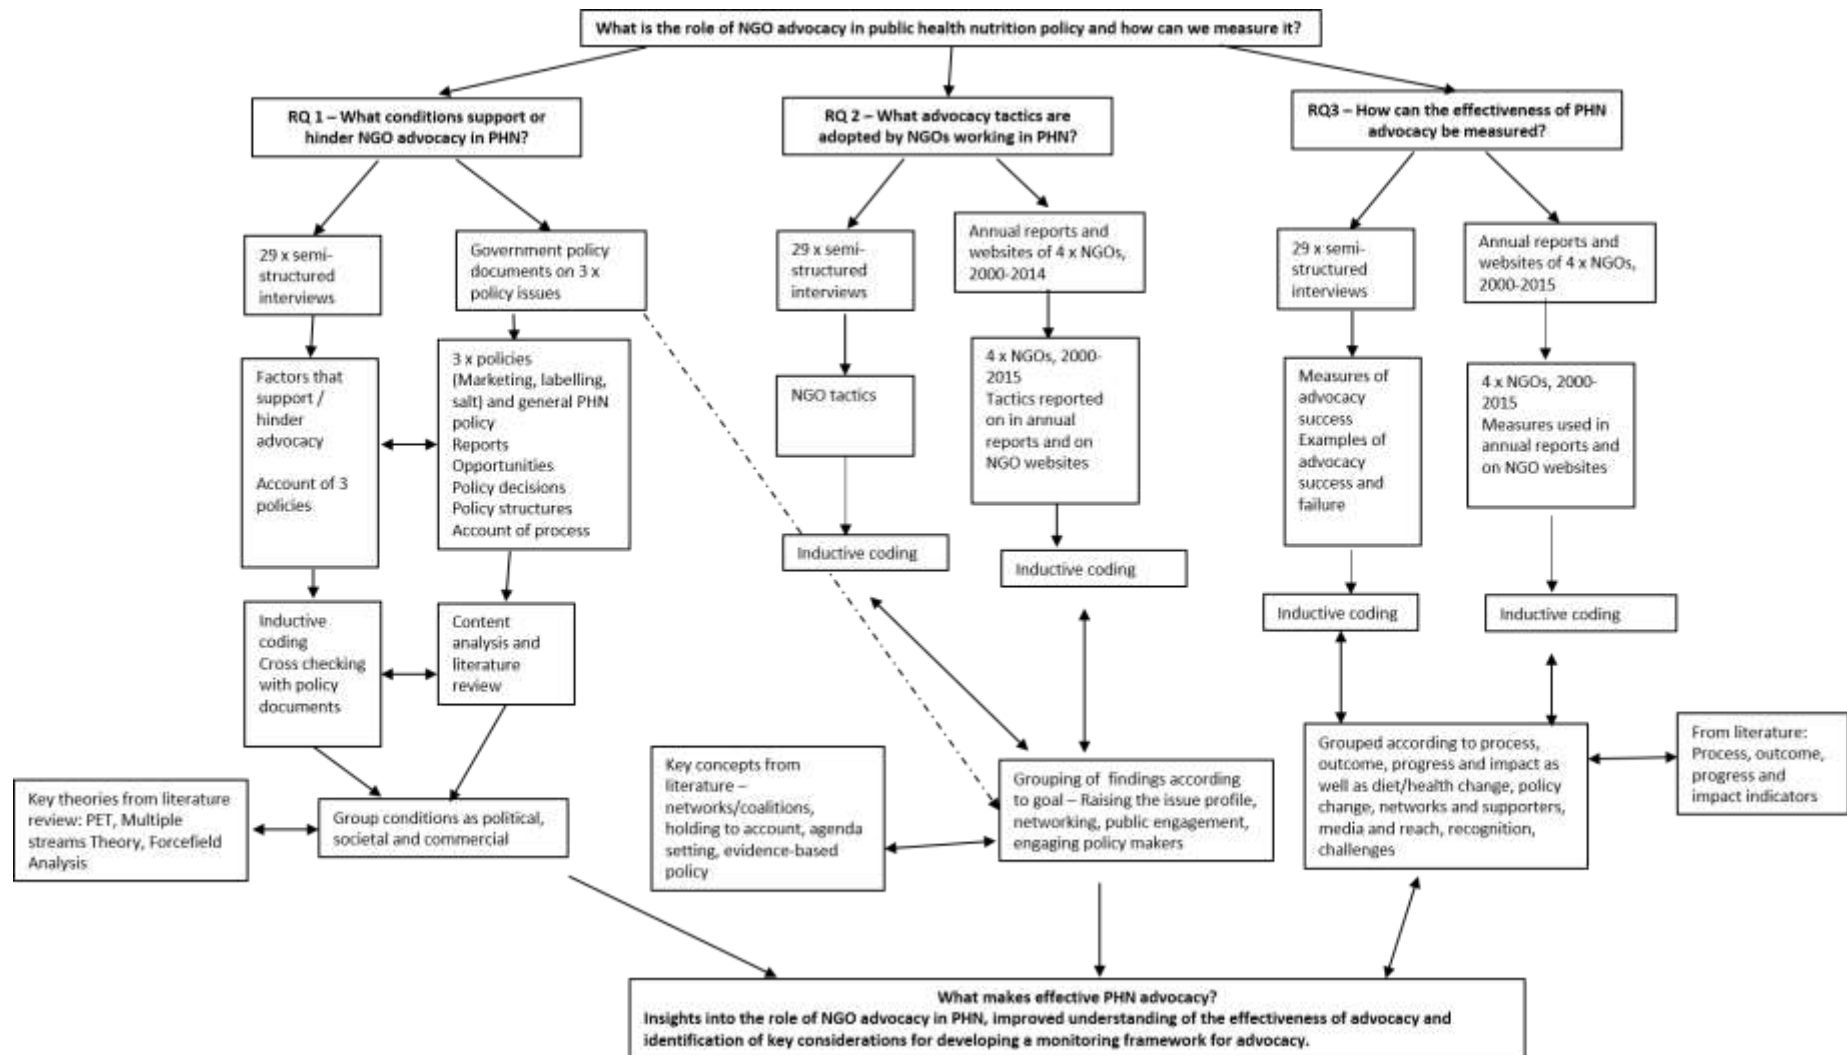 What is the role of NGO advocacy in public health nutrition policy and how can we measure it?
RQ 1 – What conditions support or
hinder NGO advocacy in PHN?
RQ 2 – What advocacy tactics are
adopted by NGOs working in PHN?
RQ3 – How can the effectiveness of PHN
advocacy be measured?
29 x semi-
structured
interviews
Government policy
documents on 3 x
policy issues
29 x semi-
structured
interviews
Annual reports and
websites of 4 x NGOs,
2000-2014
29 x semi-
structured
interviews
Annual reports and
websites of 4 x NGOs,
2000-2015
Factors that
support /
hinder
advocacy
Account of 3
policies
3 x policies
(Marketing, labelling,
salt) and general PHN
policy
Reports
Opportunities
Policy decisions
Policy structures
Account of process
NGO tactics
4 x NGOs, 2000-
2015
Tactics reported
on in annual
reports and on
NGO websites
Measures of
advocacy
success
Examples of
advocacy
success and
failure
4 x NGOs, 2000-
2015
Measures used in
annual reports and
on NGO websites
Inductive coding
Inductive coding
Inductive coding
Inductive coding
Inductive
coding
Cross checking
with policy
documents
Content
analysis and
literature
review
Key theories from literature
review: PET, Multiple
streams Theory, Forcefield
Analysis
Group conditions as political,
societal and commercial
Key concepts from
literature –
networks/coalitions,
holding to account, agenda
setting, evidence-based
policy
Grouping of findings according
to goal – Raising the issue profile,
networking, public engagement,
engaging policy makers
Grouped according to process,
outcome, progress and impact as
well as diet/health change, policy
change, networks and supporters,
media and reach, recognition,
challenges
From literature:
Process, outcome,
progress and
impact indicators
What makes effective PHN advocacy?
Insights into the role of NGO advocacy in PHN, improved understanding of the effectiveness of advocacy and
identification of key considerations for developing a monitoring framework for advocacy.